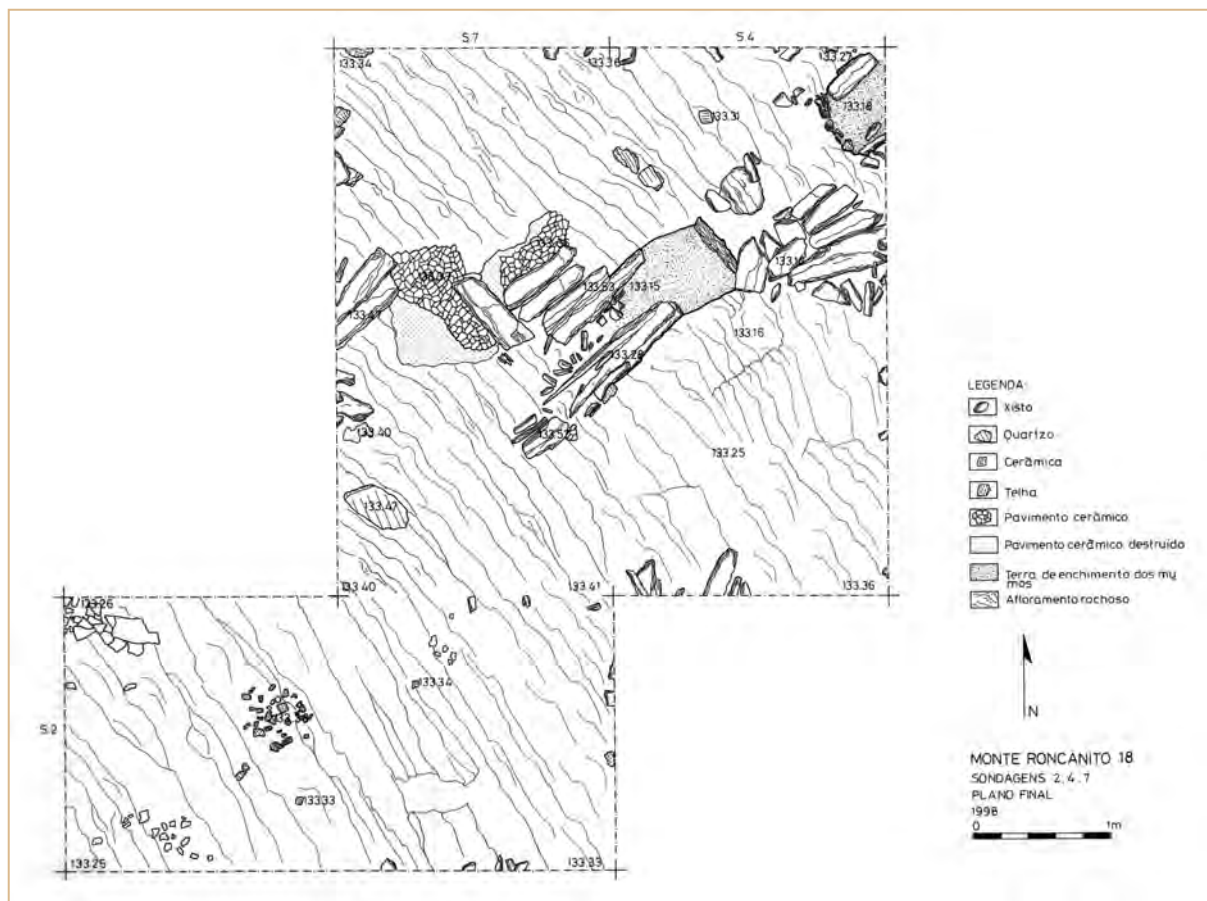 S.7 S.4
133.34 133.36 133.27
133.18
133.31
133.14
133.53 133.15
133.47
133.16
133.28
133.40 133.52
133.25
133.47
133.40 133.41 133.36
133.26
133.34
S.2
133.33
133.25 133.33
LEGENDA:
Xisto
Quartzo
Cerâmica
Telha
Pavimento cerâmico
Pavimento cerâmico destruído
Terra de enchimento dos mu
mos
Afloramento rochoso
N
MONTE RONCANITO 18
SONDAGENS 2, 4, 7
PLANO FINAL
1998
0 1m